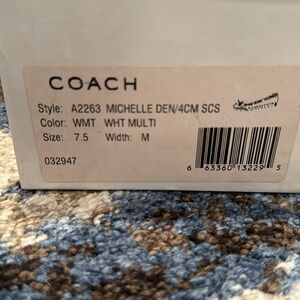 COACH
Style: A2263 MICHELLE DEN/4CM SCS
Color: WMT WHT MULTI
Size: 7.5 Width: M
032947
6 63360 13229 5